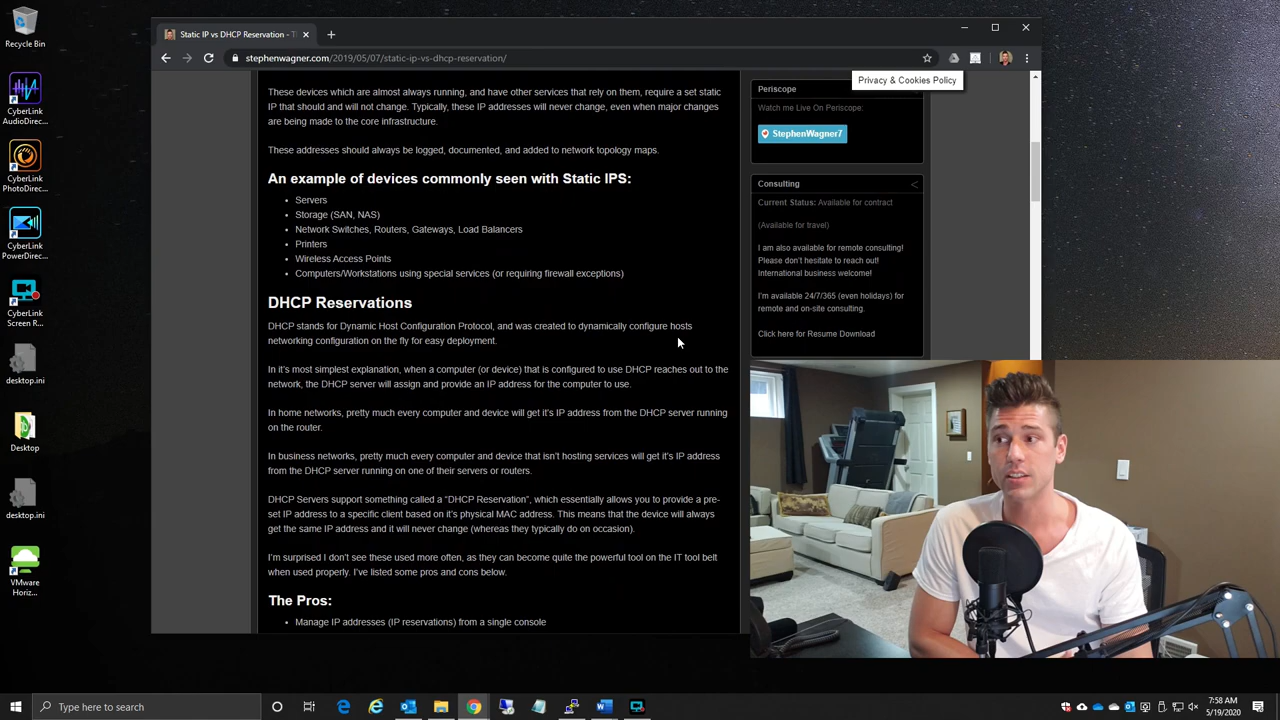 Recycle Bin
CyberLink
AudioDirec...
CyberLink
PhotoDirec...
CyberLink
PowerDirec...
CyberLink
Screen R...
desktop.ini
Desktop
desktop.ini
VMware
Horiz...
Static IP vs DHCP Reservation - T
stephenwagner.com/2019/05/07/static-ip-vs-dhcp-reservation/
Privacy & Cookies Policy
These devices which are almost always running, and have other services that rely on them, require a set static
IP that should and will not change. Typically, these IP addresses will never change, even when major changes
are being made to the core infrastructure.
These addresses should always be logged, documented, and added to network topology maps.
An example of devices commonly seen with Static IPS:
• Servers
• Storage (SAN, NAS)
• Network Switches, Routers, Gateways, Load Balancers
• Printers
• Wireless Access Points
• Computers/Workstations using special services (or requiring firewall exceptions)
DHCP Reservations
DHCP stands for Dynamic Host Configuration Protocol, and was created to dynamically configure hosts
networking configuration on the fly for easy deployment.
In it's most simplest explanation, when a computer (or device) that is configured to use DHCP reaches out to the
network, the DHCP server will assign and provide an IP address for the computer to use.
In home networks, pretty much every computer and device will get it's IP address from the DHCP server running
on the router.
In business networks, pretty much every computer and device that isn't hosting services will get it's IP address
from the DHCP server running on one of their servers or routers.
DHCP Servers support something called a “DHCP Reservation”, which essentially allows you to provide a pre-
set IP address to a specific client based on it's physical MAC address. This means that the device will always
get the same IP address and it will never change (whereas they typically do on occasion).
I'm surprised I don't see these used more often, as they can become quite the powerful tool on the IT tool belt
when used properly. I've listed some pros and cons below.
The Pros:
• Manage IP addresses (IP reservations) from a single console
Periscope
Watch me Live On Periscope:
StephenWagner7
Consulting
Current Status: Available for contract
(Available for travel)
I am also available for remote consulting!
Please don't hesitate to reach out!
International business welcome!
I'm available 24/7/365 (even holidays) for
remote and on-site consulting.
Click here for Resume Download
Type here to search
7:58 AM
5/19/2020